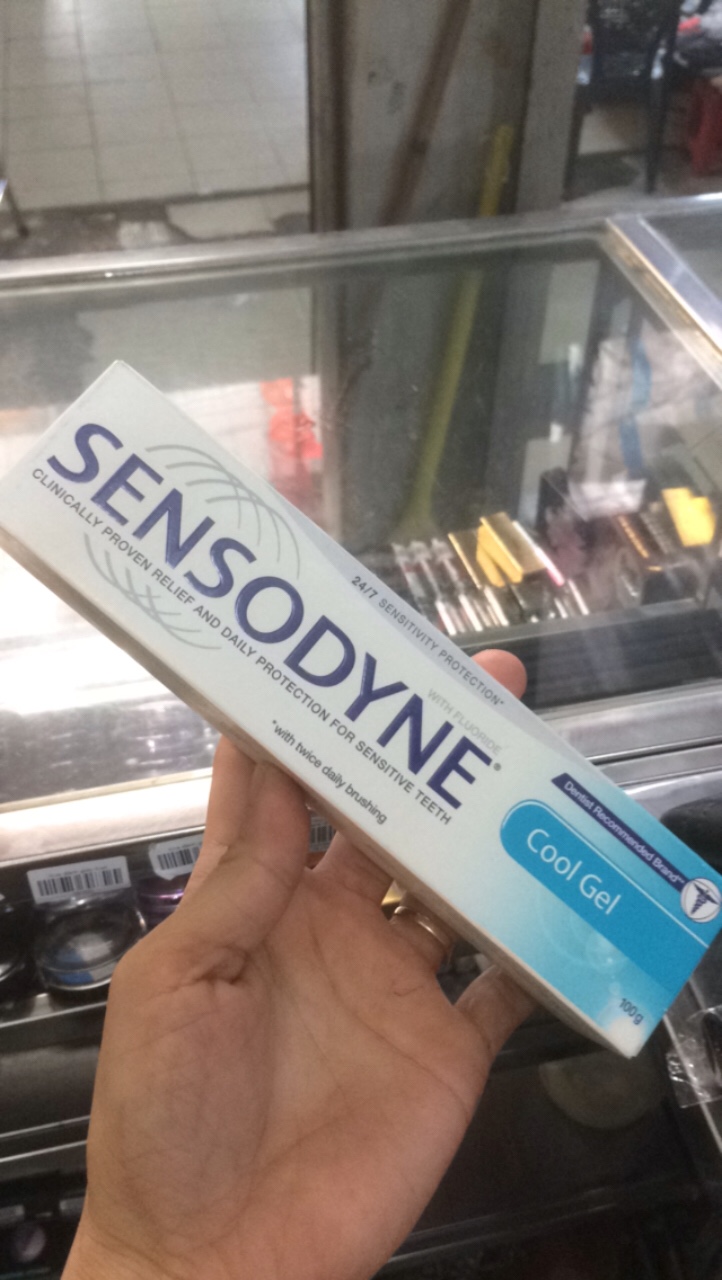 24/7 SENSITIVITY PROTECTION*
WITH FLUORIDE
SENSODYNE®
CLINICALLY PROVEN RELIEF AND DAILY PROTECTION FOR SENSITIVE TEETH
*with twice daily brushing
Dentist Recommended Brand™
Cool Gel
100g